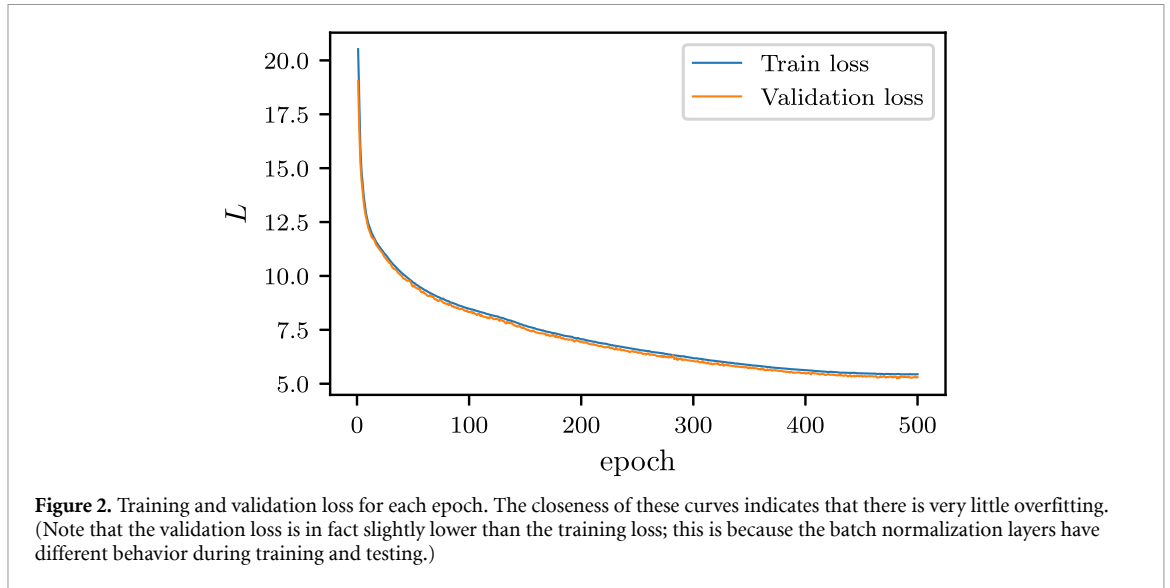 20.0
17.5
15.0
12.5
10.0
7.5
5.0
L
Train loss
Validation loss
0 100 200 300 400 500
epoch
Figure 2. Training and validation loss for each epoch. The closeness of these curves indicates that there is very little overfitting.
(Note that the validation loss is in fact slightly lower than the training loss; this is because the batch normalization layers have
different behavior during training and testing.)